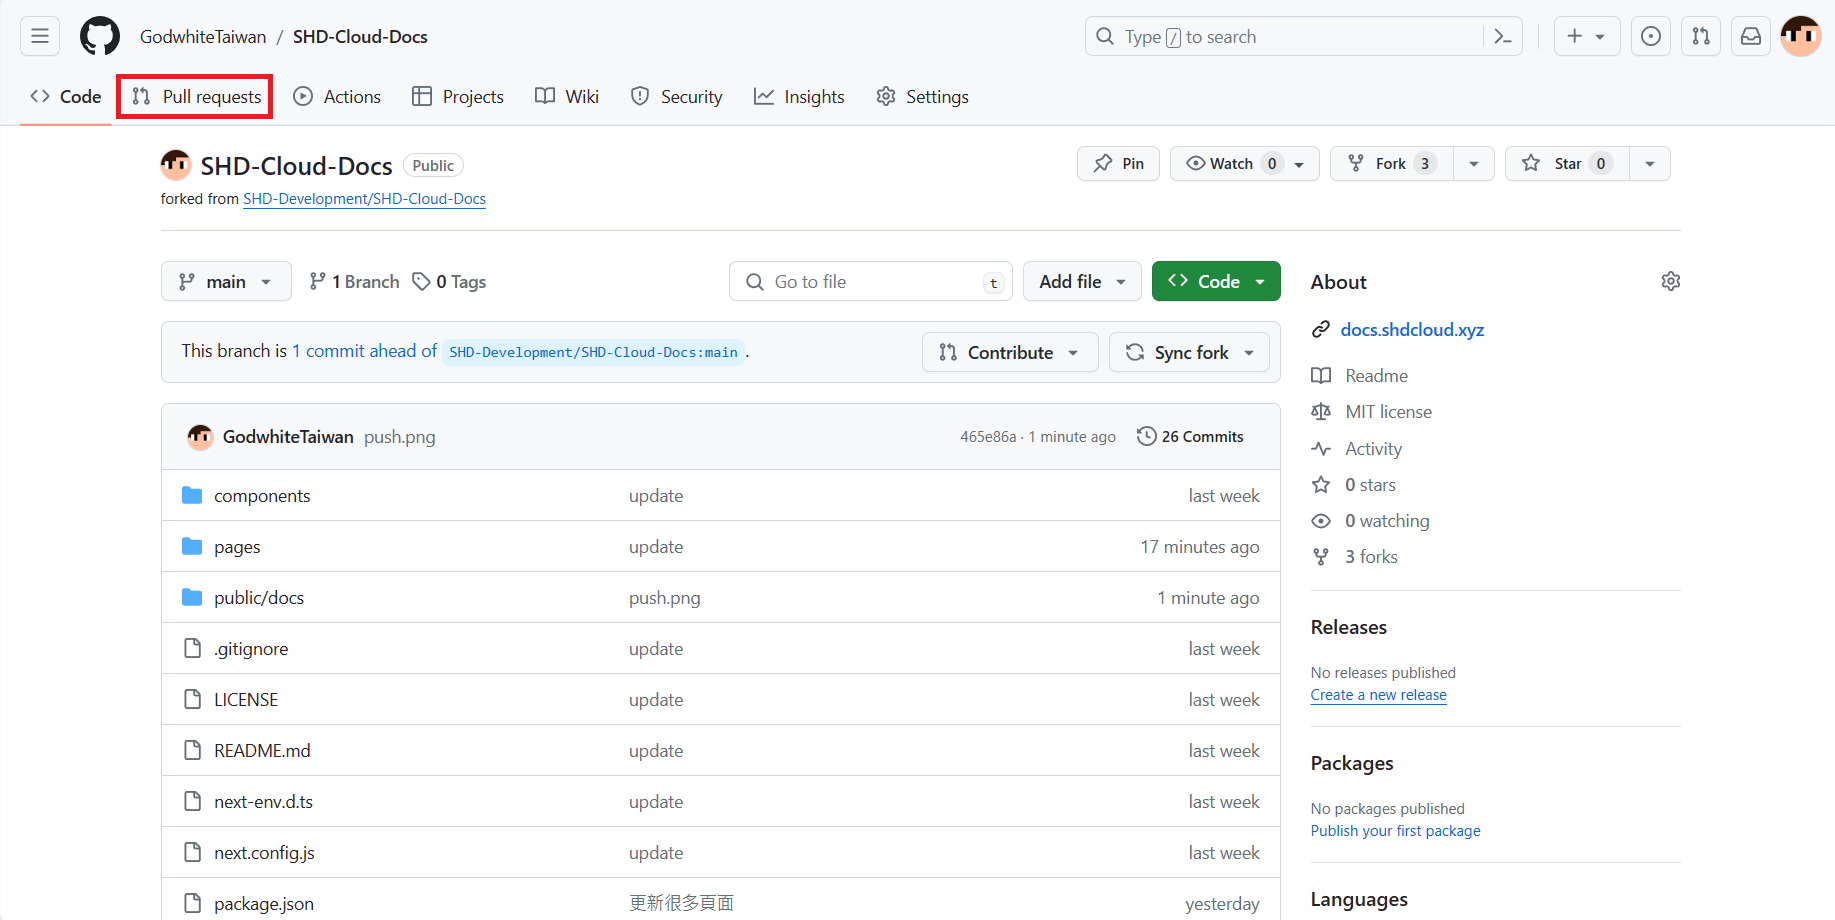 GodwhiteTaiwan / SHD-Cloud-Docs
Type / to search
Code Pull requests Actions Projects Wiki Security Insights Settings
SHD-Cloud-Docs Public
Pin Watch 0 Fork 3 Star 0
forked from SHD-Development/SHD-Cloud-Docs
main 1 Branch 0 Tags
Go to file t
Add file
Code
This branch is 1 commit ahead of SHD-Development/SHD-Cloud-Docs:main .
Contribute Sync fork
GodwhiteTaiwan push.png 465e86a · 1 minute ago 26 Commits
components update last week
pages update 17 minutes ago
public/docs push.png 1 minute ago
.gitignore update last week
LICENSE update last week
README.md update last week
next-env.d.ts update last week
next.config.js update last week
package.json 更新很多頁面 yesterday
About
docs.shdcloud.xyz
Readme
MIT license
Activity
0 stars
0 watching
3 forks
Releases
No releases published
Create a new release
Packages
No packages published
Publish your first package
Languages